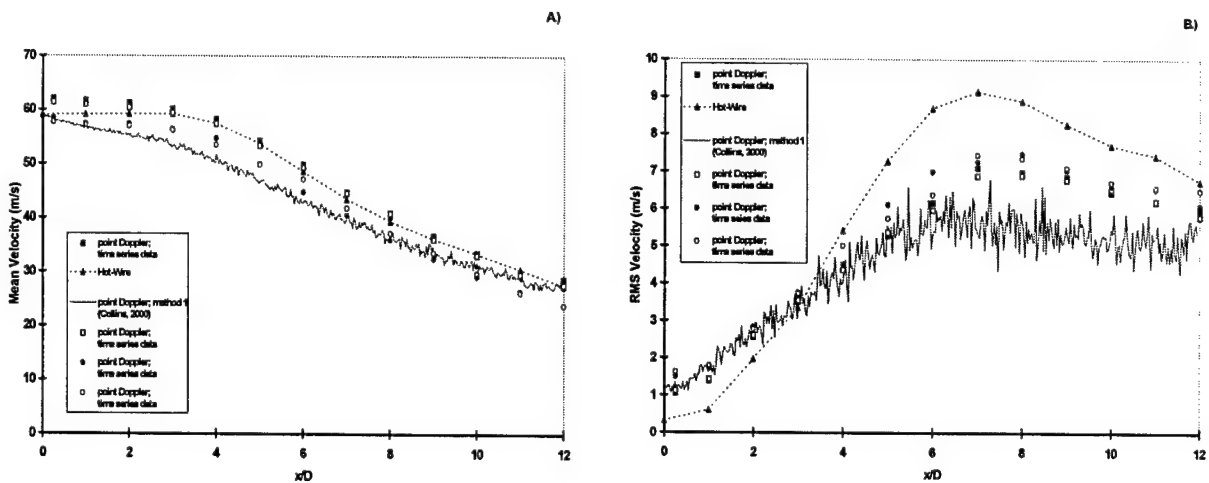 A.)
70
60
50
40
30
20
10
0
Mean Velocity (m/s)
point Doppler;
time series data
Hot-Wire
point Doppler; method 1
(Collins, 2000)
point Doppler;
time series data
point Doppler;
time series data
point Doppler;
time series data
0 2 4 6 8 10 12
x/D
B.)
10
9
8
7
6
5
4
3
2
1
0
RMS Velocity (m/s)
point Doppler;
time series data
Hot-Wire
point Doppler; method 1
(Collins, 2000)
point Doppler;
time series data
point Doppler;
time seies data
point Doppler;
time series data
0 2 4 6 8 10 12
x/D